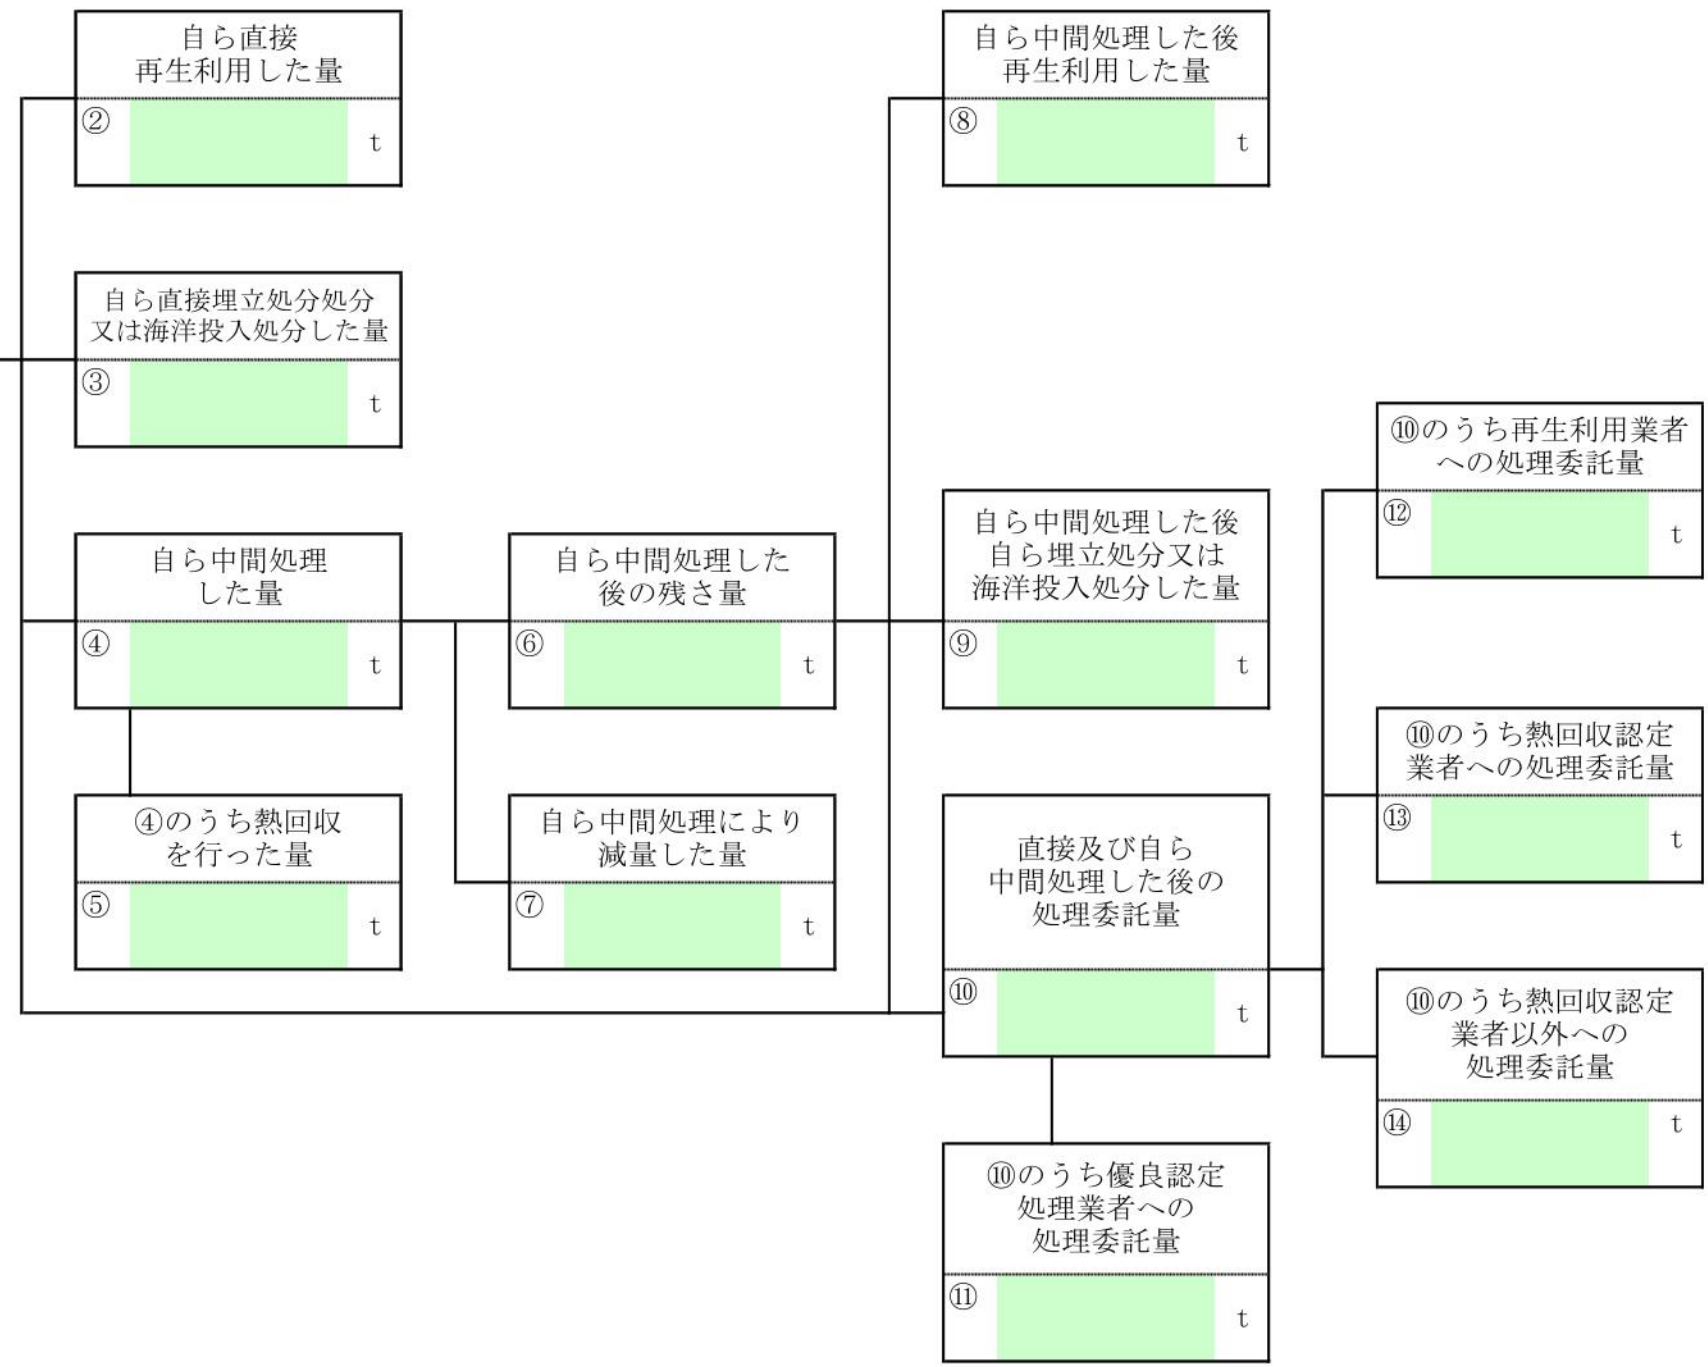 自ら直接
再生利用した量
②
t
自ら中間処理した後
再生利用した量
⑧
t
自ら直接埋立処分処分
又は海洋投入処分した量
③
t
⑩のうち再生利用業者
への処理委託量
⑫
t
自ら中間処理
した量
④
t
自ら中間処理した
後の残さ量
⑥
t
自ら中間処理した後
自ら埋立処分又は
海洋投入処分した量
⑨
t
⑩のうち熱回収認定
業者への処理委託量
⑬
t
④のうち熱回収
を行った量
⑤
t
自ら中間処理により
減量した量
⑦
t
直接及び自ら
中間処理した後の
処理委託量
⑩
t
⑩のうち熱回収認定
業者以外への
処理委託量
⑭
t
⑩のうち優良認定
処理業者への
処理委託量
⑪
t